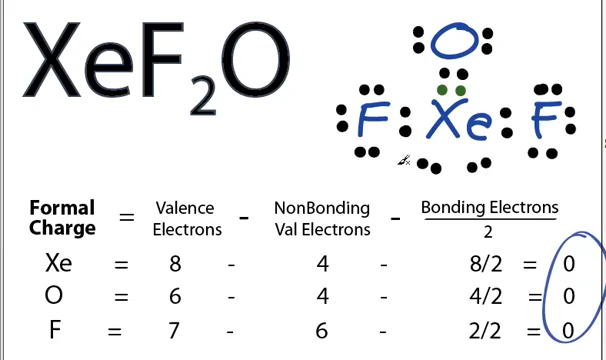 XeF2O
O
F Xe F
Formal Charge = Valence Electrons - NonBonding Val Electrons - Bonding Electrons / 2
Xe = 8 - 4 - 8/2 = 0
O = 6 - 4 - 4/2 = 0
F = 7 - 6 - 2/2 = 0